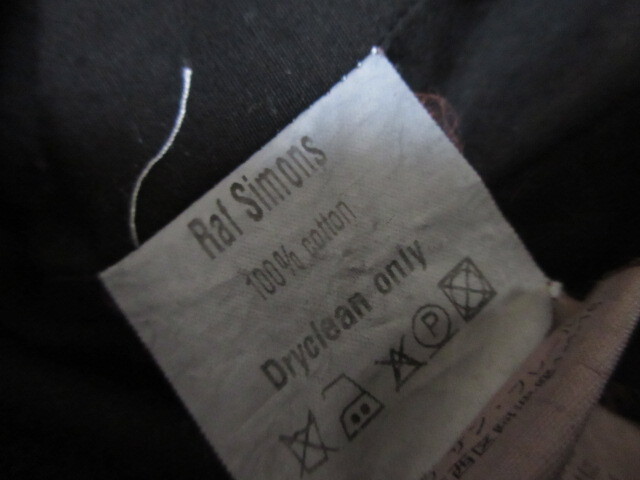 Raf Simons
100% cotton
Dryclean only
P